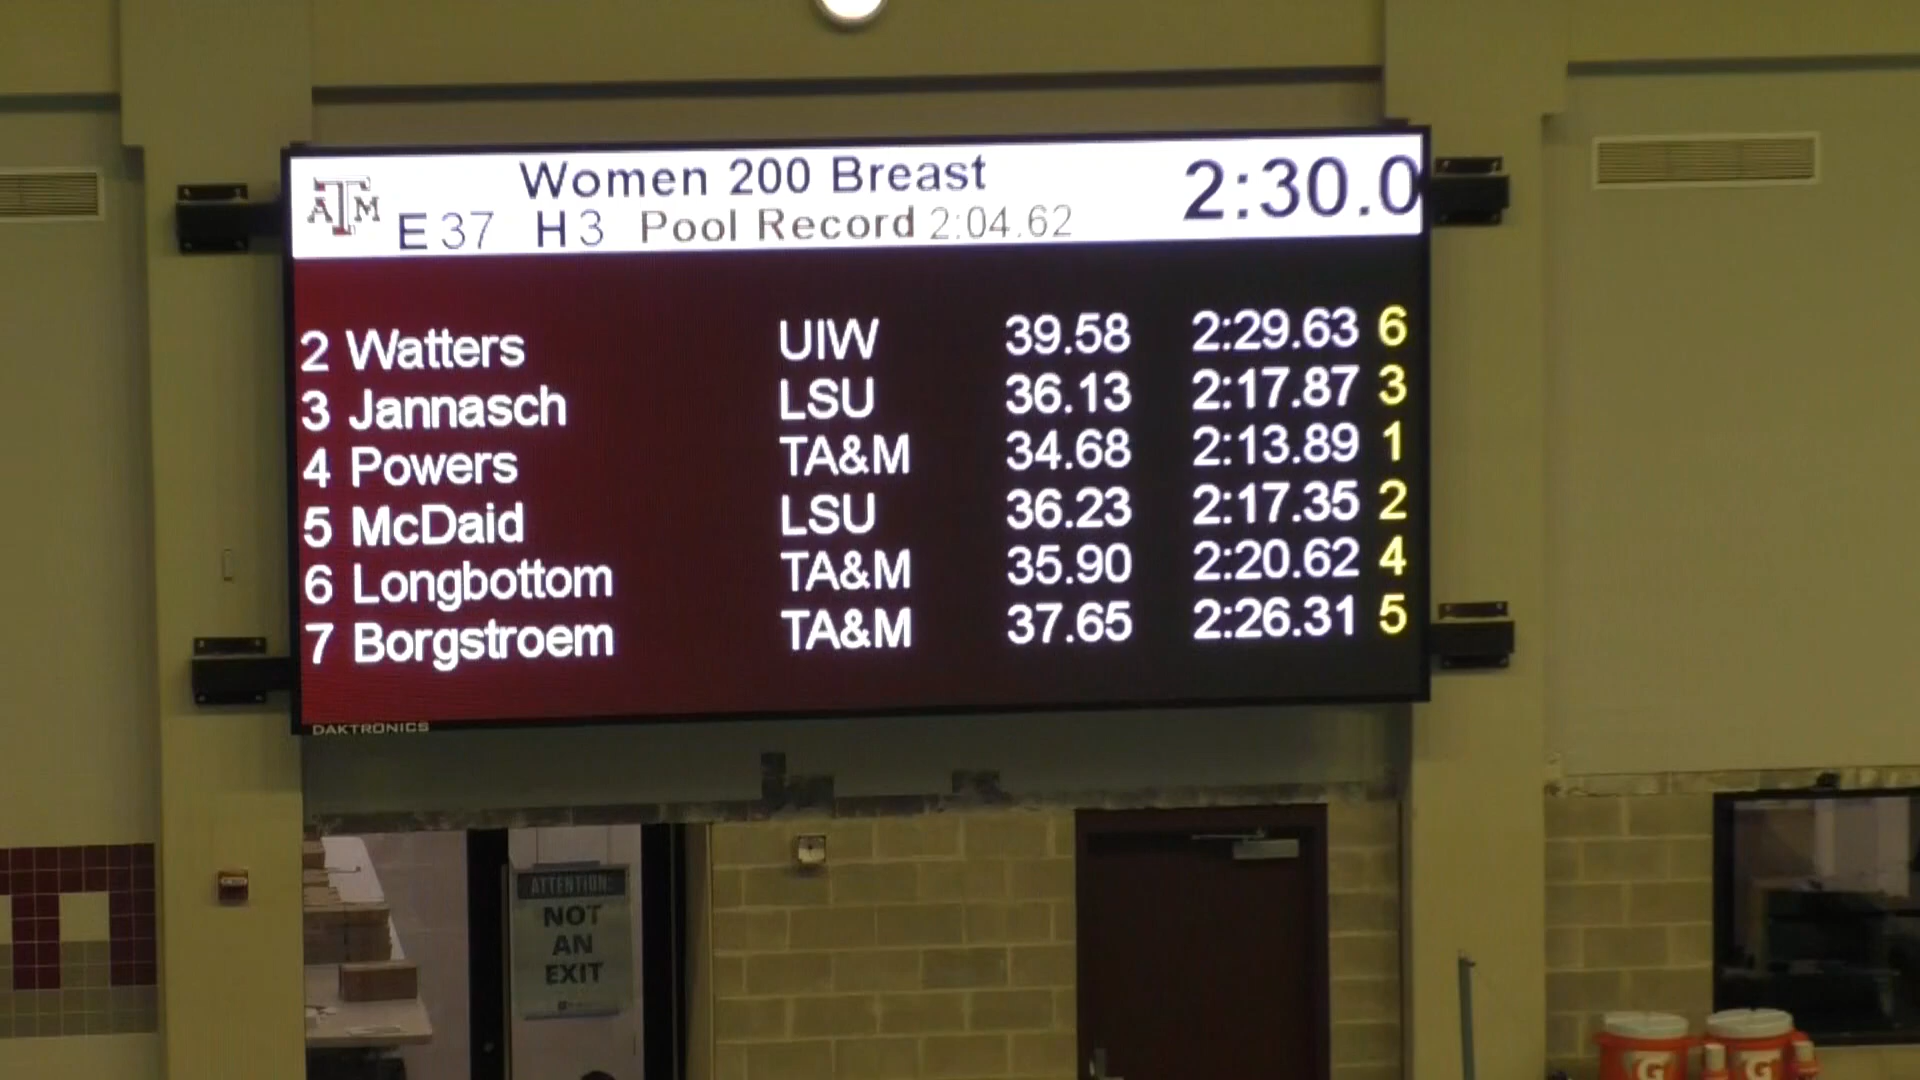 ATM
Women 200 Breast
2:30.0
E 37 H 3 Pool Record 2:04.62
2 Watters UIW 39.58 2:29.63 6
3 Jannasch LSU 36.13 2:17.87 3
4 Powers TA&M 34.68 2:13.89 1
5 McDaid LSU 36.23 2:17.35 2
6 Longbottom TA&M 35.90 2:20.62 4
7 Borgstroem TA&M 37.65 2:26.31 5
DAKTRONICS
ATTENTION:
NOT
AN
EXIT
G G